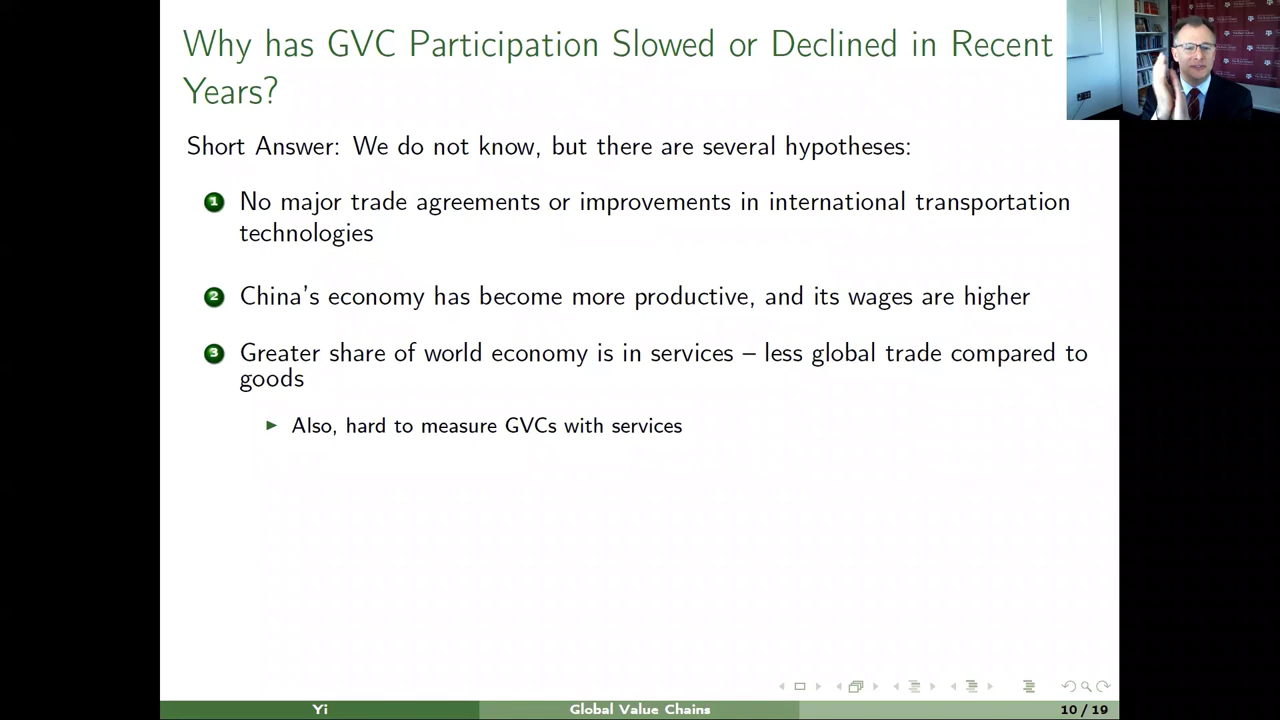 Why has GVC Participation Slowed or Declined in Recent
Years?
Short Answer: We do not know, but there are several hypotheses:
1 No major trade agreements or improvements in international transportation
technologies
2 China's economy has become more productive, and its wages are higher
3 Greater share of world economy is in services – less global trade compared to
goods
Also, hard to measure GVCs with services
Yi Global Value Chains 10 / 19